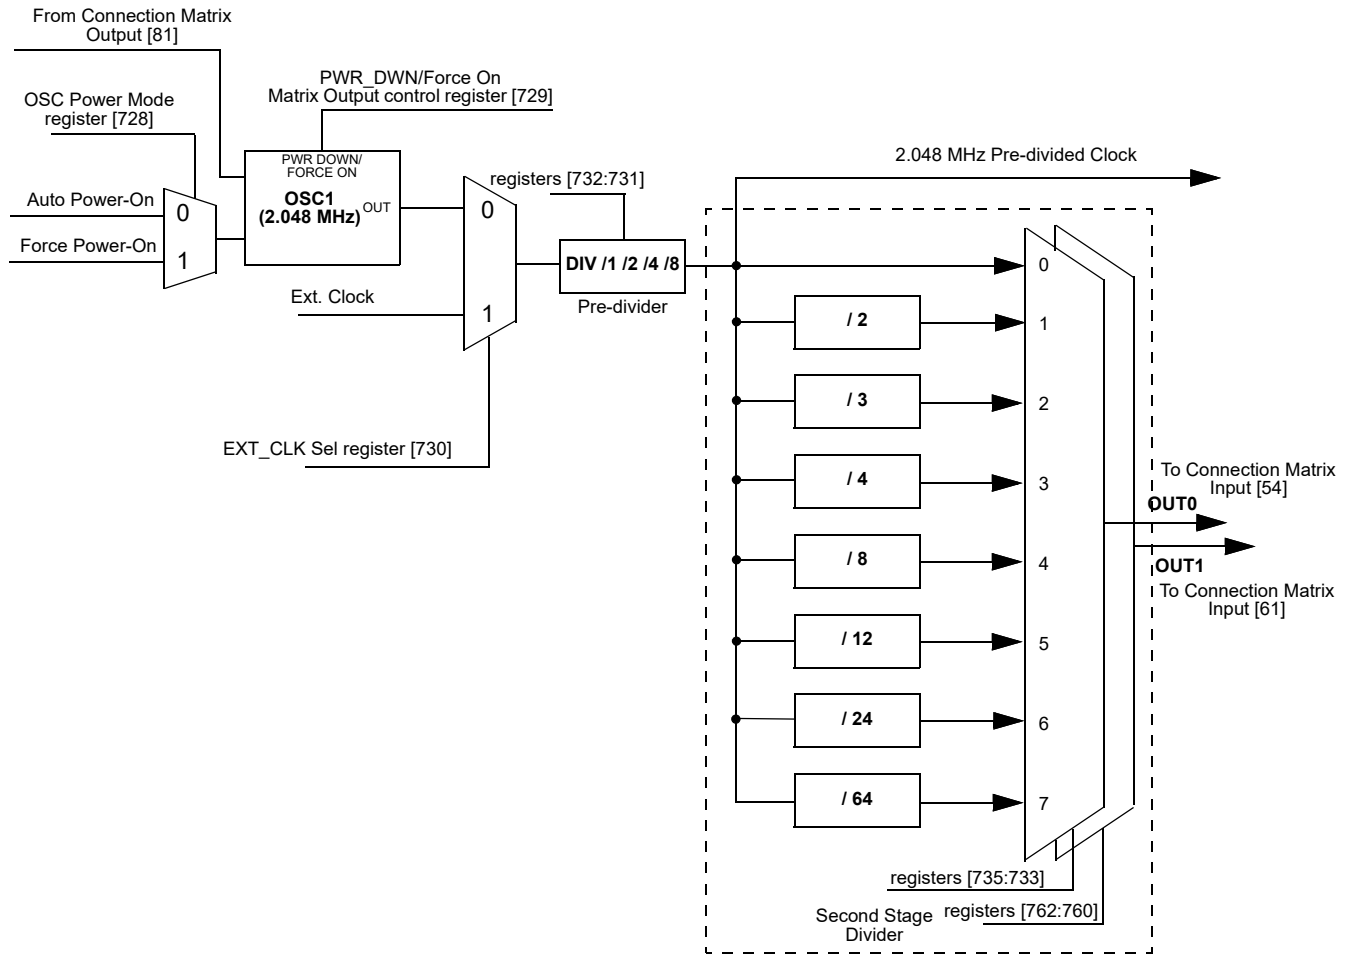 From Connection Matrix
Output [81]
PWR_DWN/Force On
Matrix Output control register [729]
OSC Power Mode
register [728]
PWR DOWN/
FORCE ON
OSC1
(2.048 MHz)
OUT
Auto Power-On
0
Force Power-On
1
0
1
Ext. Clock
EXT_CLK Sel register [730]
registers [732:731]
DIV /1 /2 /4 /8
Pre-divider
2.048 MHz Pre-divided Clock
0
/ 2
1
/ 3
2
/ 4
3
/ 8
4
/ 12
5
/ 24
6
/ 64
7
To Connection Matrix
Input [54]
OUT0
OUT1
To Connection Matrix
Input [61]
registers [735:733]
registers [762:760]
Second Stage
Divider